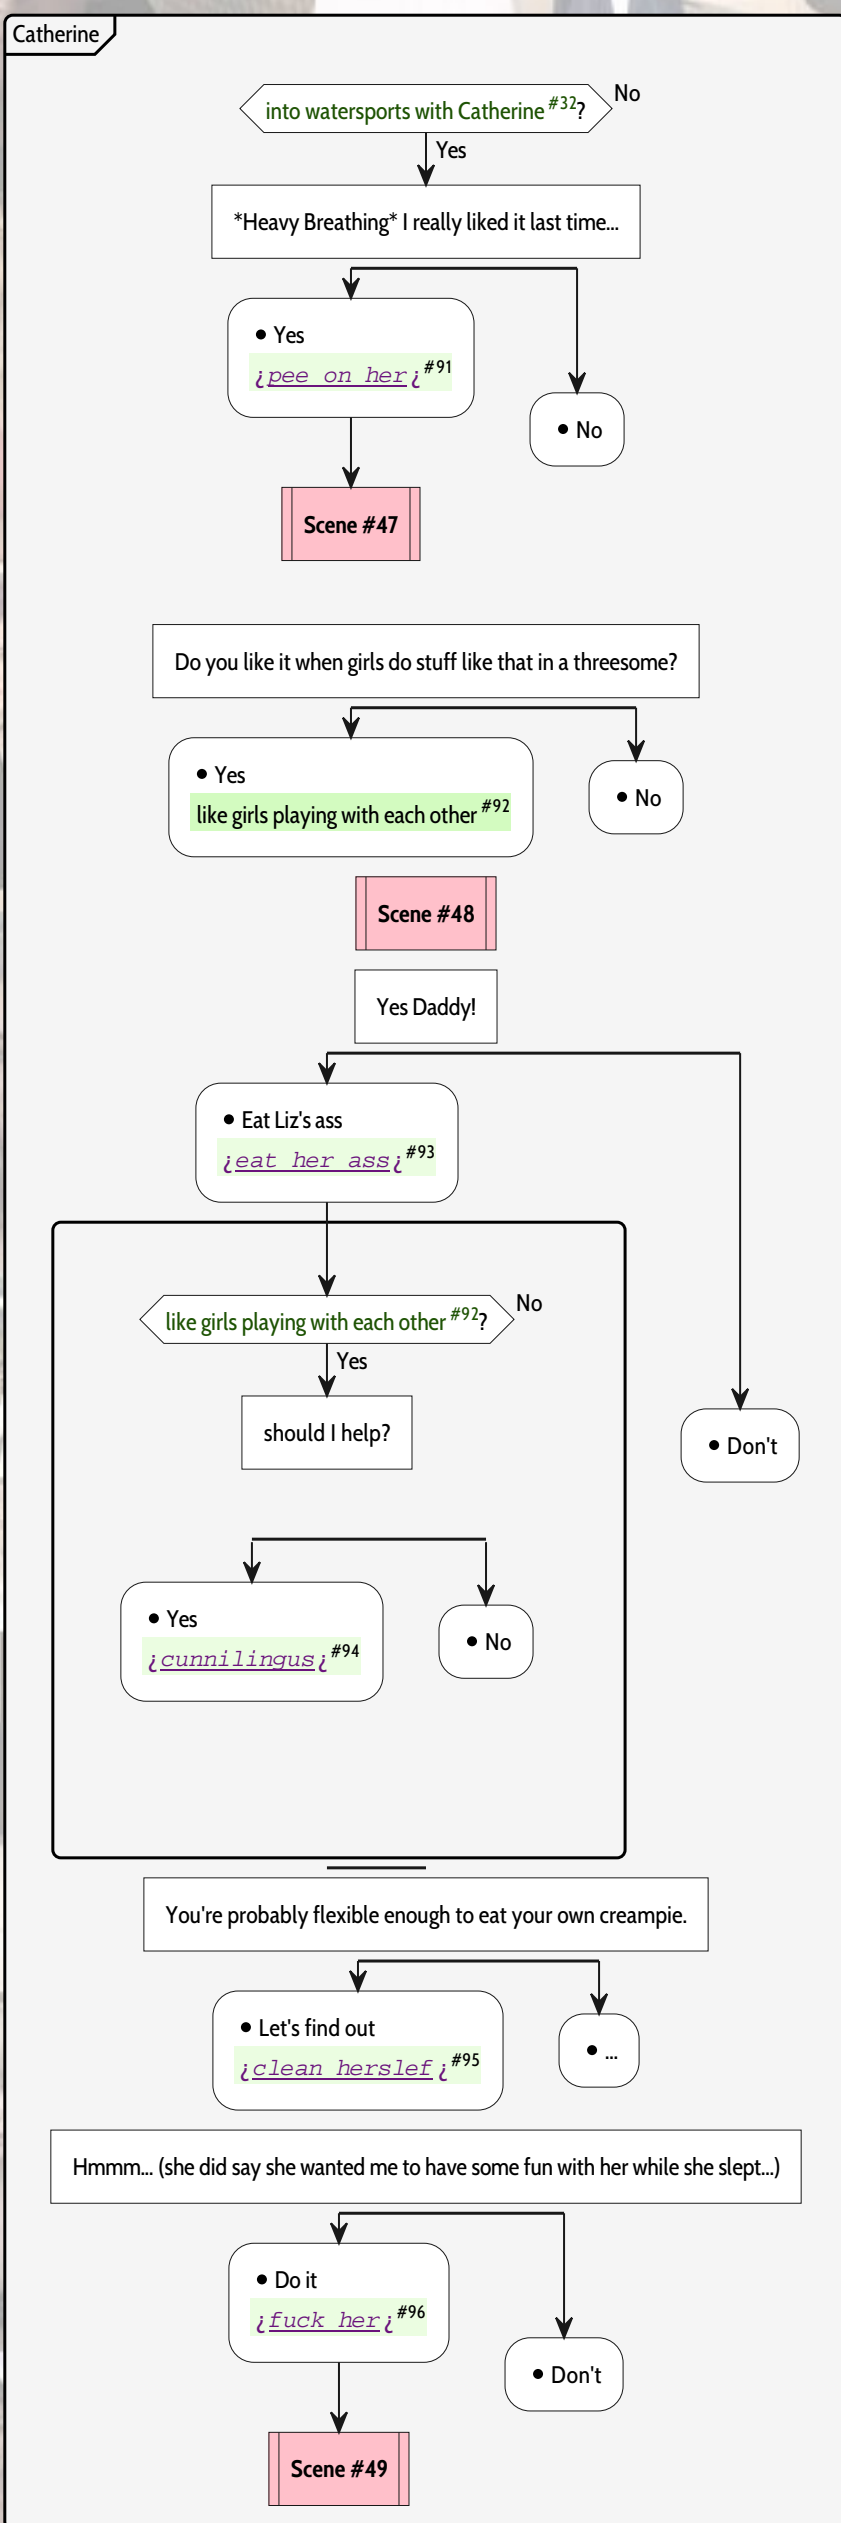 Catherine
into watersports with Catherine #32?
No
Yes
*Heavy Breathing* I really liked it last time...
• Yes
¿pee on her¿#91
• No
Scene #47
Do you like it when girls do stuff like that in a threesome?
• Yes
like girls playing with each other #92
• No
Scene #48
Yes Daddy!
• Eat Liz's ass
¿eat her ass¿#93
like girls playing with each other #92?
No
Yes
should I help?
• Don't
• Yes
¿cunnilingus¿#94
• No
You're probably flexible enough to eat your own creampie.
• Let's find out
¿clean herslef¿#95
• ...
Hmmm... (she did say she wanted me to have some fun with her while she slept...)
• Do it
¿fuck her¿#96
• Don't
Scene #49